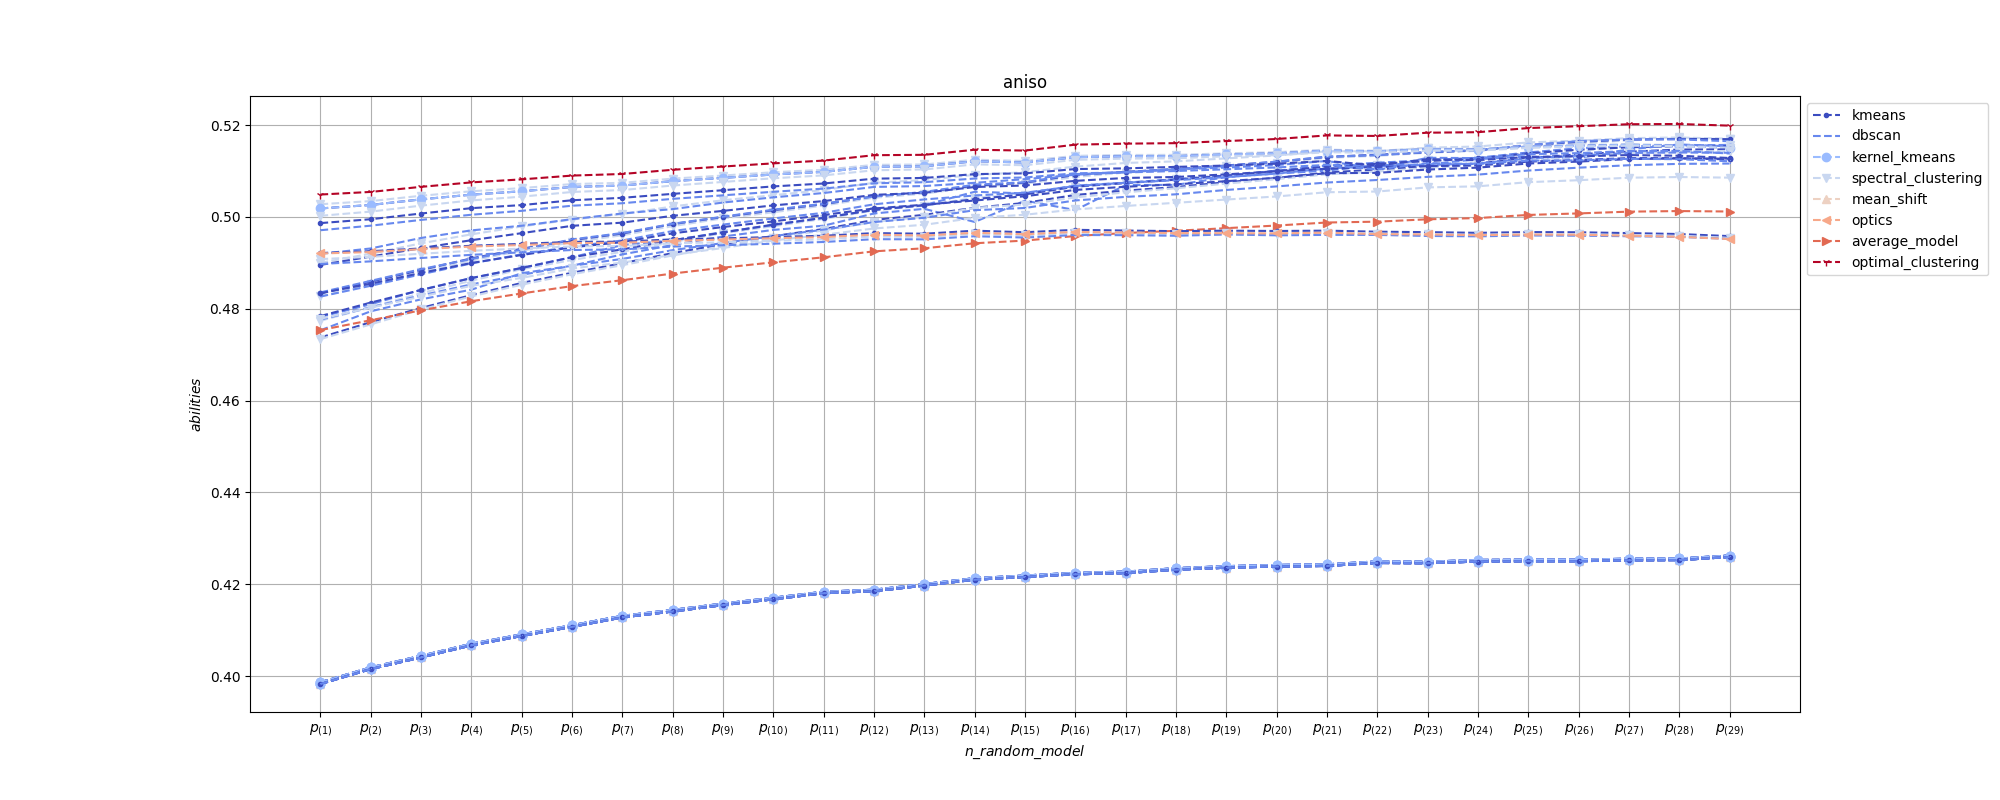 aniso
0.52
0.50
0.48
0.46
0.44
0.42
0.40
abilities
p(1) p(2) p(3) p(4) p(5) p(6) p(7) p(8) p(9) p(10) p(11) p(12) p(13) p(14) p(15) p(16) p(17) p(18) p(19) p(20) p(21) p(22) p(23) p(24) p(25) p(26) p(27) p(28) p(29)
n_random_model
kmeans
dbscan
kernel_kmeans
spectral_clustering
mean_shift
optics
average_model
optimal_clustering